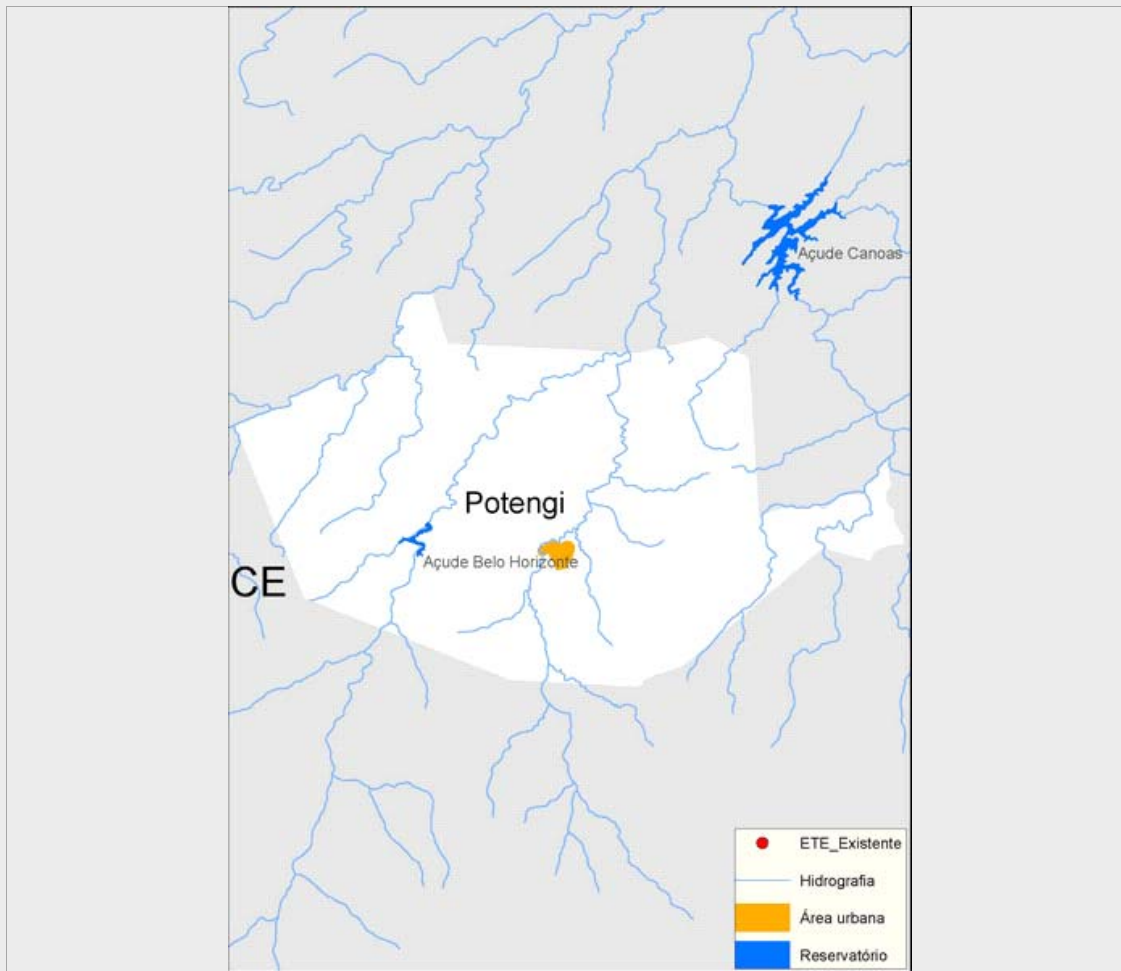 Açude Canoas
Potengi
Açude Belo Horizonte
CE
ETE_Existente
Hidrografia
Área urbana
Reservatório